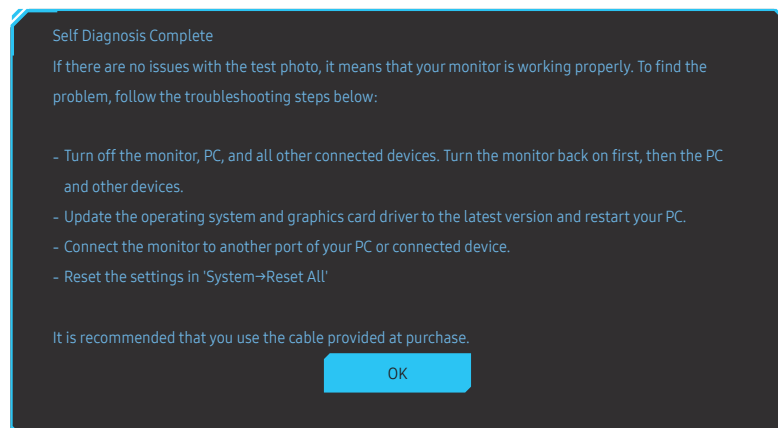 Self Diagnosis Complete
If there are no issues with the test photo, it means that your monitor is working properly. To find the
problem, follow the troubleshooting steps below:
- Turn off the monitor, PC, and all other connected devices. Turn the monitor back on first, then the PC
and other devices.
- Update the operating system and graphics card driver to the latest version and restart your PC.
- Connect the monitor to another port of your PC or connected device.
- Reset the settings in 'System→Reset All'
It is recommended that you use the cable provided at purchase.
OK